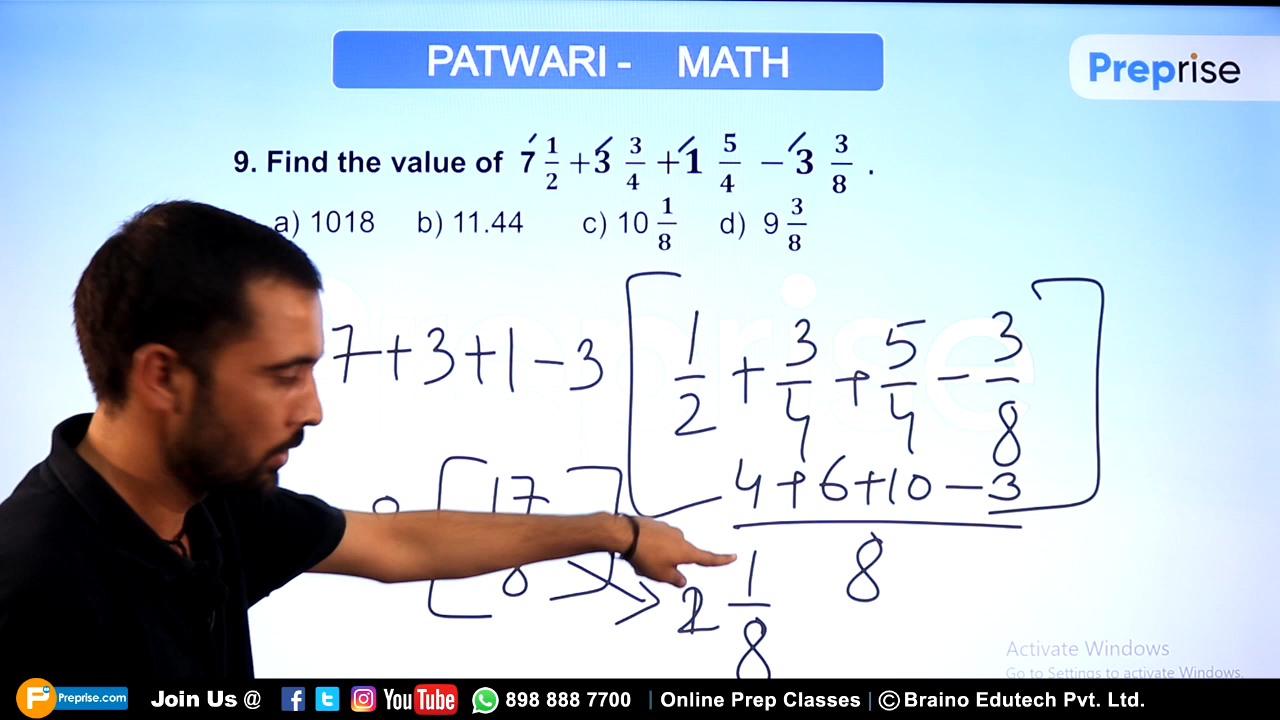 PATWARI - MATH
Preprise
9. Find the value of 7 1/2 + 3 3/4 + 1 5/4 − 3 3/8 .
a) 1018 b) 11.44 c) 10 1/8 d) 9 3/8
7+3+1−3 [ 1/2 + 3/4 + 5/4 − 3/8 ]
4+6+10−3
8
[ 17/8 ] → 2 1/8
Activate Windows
Go to Settings to activate Windows.
P Preprise.com Join Us @ f YouTube 898 888 7700 | Online Prep Classes | Ⓒ Braino Edutech Pvt. Ltd.